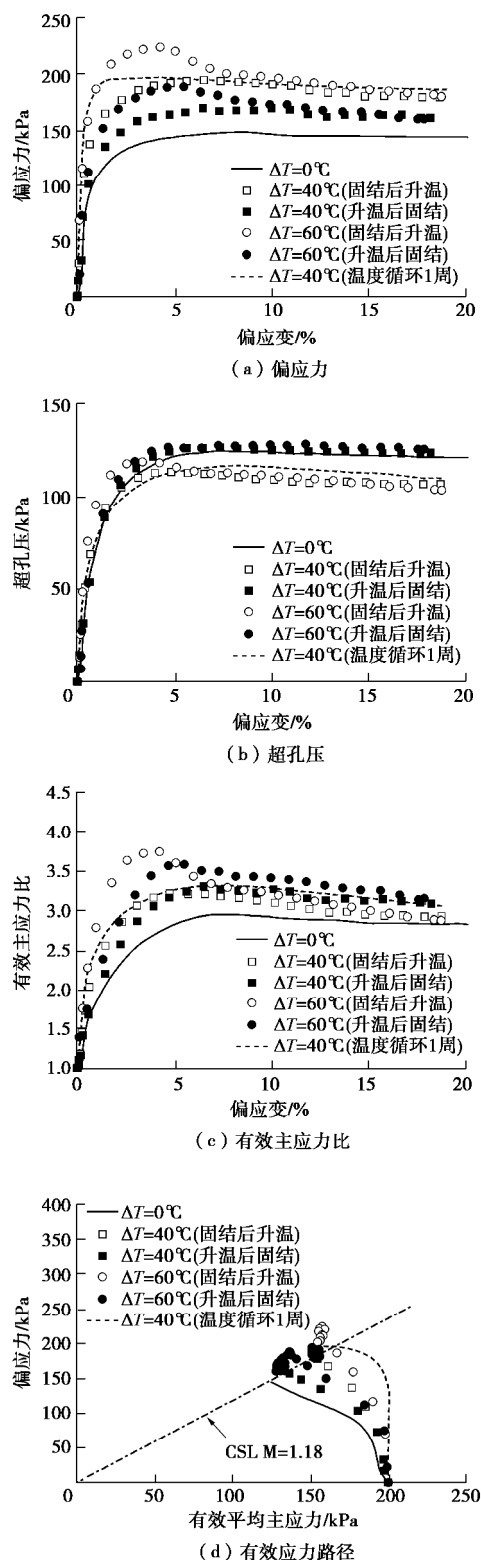 250
200
150
100
50
0
偏应力/kPa
ΔT=0℃
ΔT=40℃(固结后升温)
ΔT=40℃(升温后固结)
ΔT=60℃(固结后升温)
ΔT=60℃(升温后固结)
ΔT=40℃(温度循环1周)
0 5 10 15 20
偏应变/%
(a)偏应力
150
100
50
0
超孔压/kPa
ΔT=0℃
ΔT=40℃(固结后升温)
ΔT=40℃(升温后固结)
ΔT=60℃(固结后升温)
ΔT=60℃(升温后固结)
ΔT=40℃(温度循环1周)
0 5 10 15 20
偏应变/%
(b)超孔压
4.5
4.0
3.5
3.0
2.5
2.0
1.5
1.0
有效主应力比
ΔT=0℃
ΔT=40℃(固结后升温)
ΔT=40℃(升温后固结)
ΔT=60℃(固结后升温)
ΔT=60℃(升温后固结)
ΔT=40℃(温度循环1周)
0 5 10 15 20
偏应变/%
(c)有效主应力比
400
350
300
250
200
150
100
50
0
偏应力/kPa
ΔT=0℃
ΔT=40℃(固结后升温)
ΔT=40℃(升温后固结)
ΔT=60℃(固结后升温)
ΔT=60℃(升温后固结)
ΔT=40℃(温度循环1周)
CSL M=1.18
0 50 100 150 200 250
有效平均主应力/kPa
(d)有效应力路径